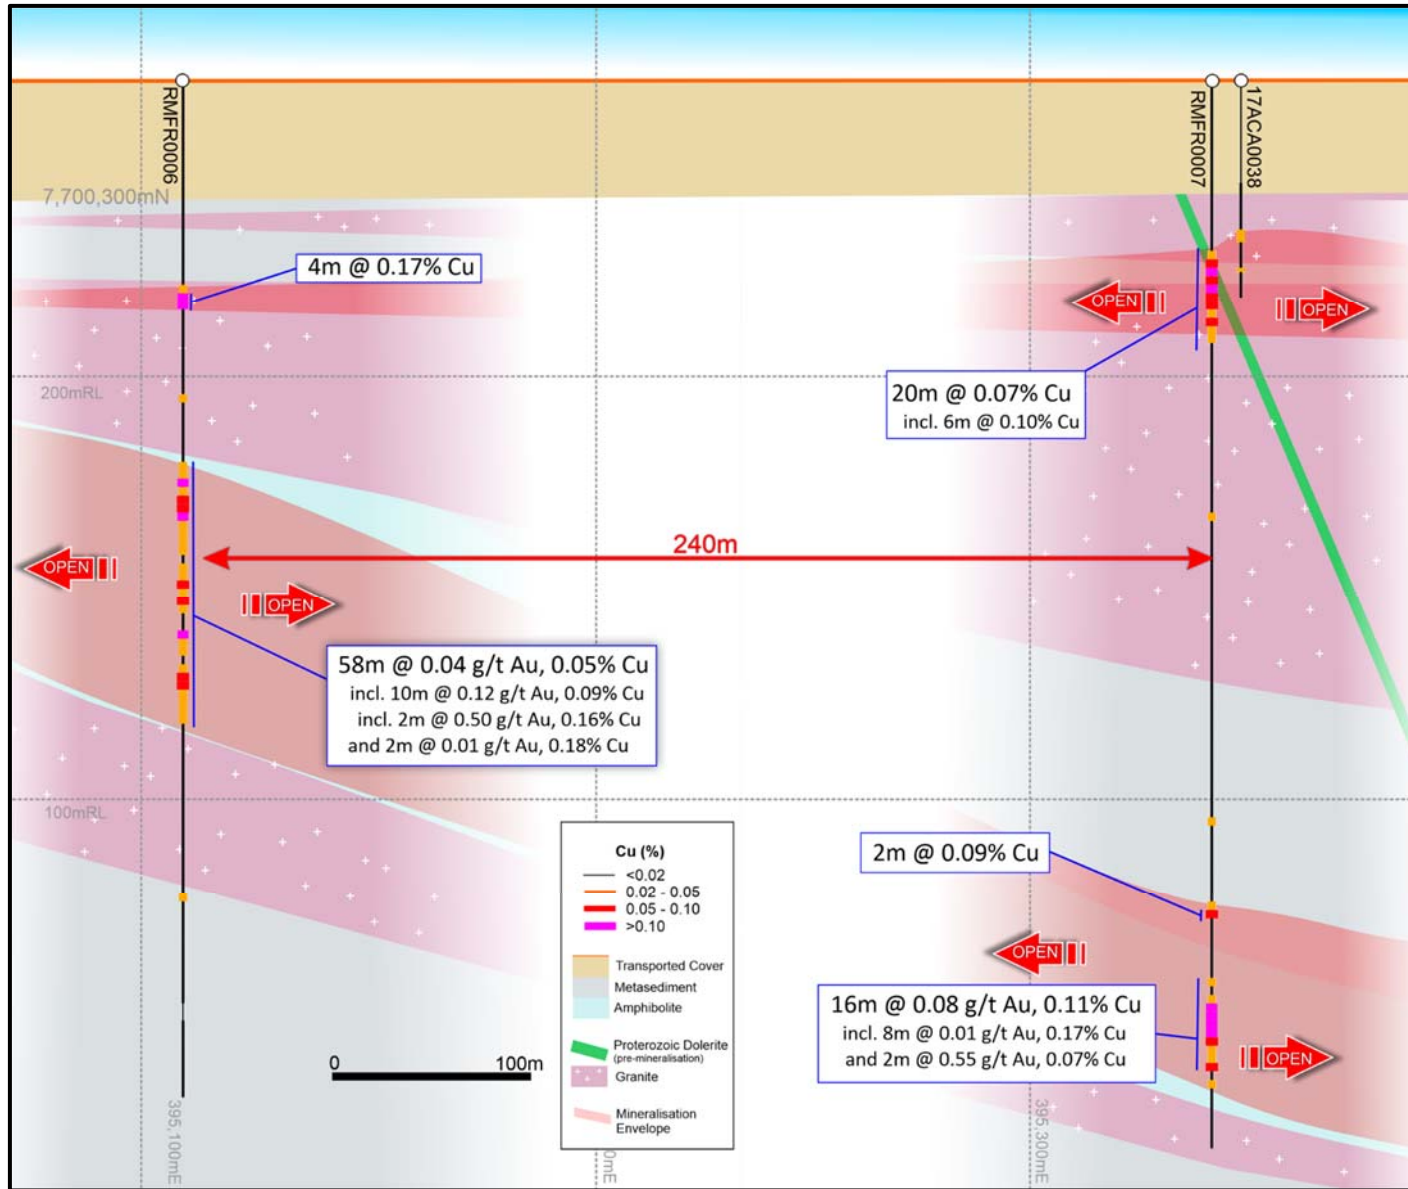 RMFR0006
RMFR0007
17ACA0038
7,700,300mN
4m @ 0.17% Cu
OPEN
OPEN
20m @ 0.07% Cu
incl. 6m @ 0.10% Cu
200mRL
240m
OPEN
OPEN
58m @ 0.04 g/t Au, 0.05% Cu
incl. 10m @ 0.12 g/t Au, 0.09% Cu
incl. 2m @ 0.50 g/t Au, 0.16% Cu
and 2m @ 0.01 g/t Au, 0.18% Cu
100mRL
2m @ 0.09% Cu
OPEN
16m @ 0.08 g/t Au, 0.11% Cu
incl. 8m @ 0.01 g/t Au, 0.17% Cu
and 2m @ 0.55 g/t Au, 0.07% Cu
OPEN
Cu (%)
<0.02
0.02 - 0.05
0.05 - 0.10
>0.10
Transported Cover
Metasediment
Amphibolite
Proterozoic Dolerite
(pre-mineralisation)
Granite
Mineralisation
Envelope
0 100m
395,100mE
0mE
395,300mE